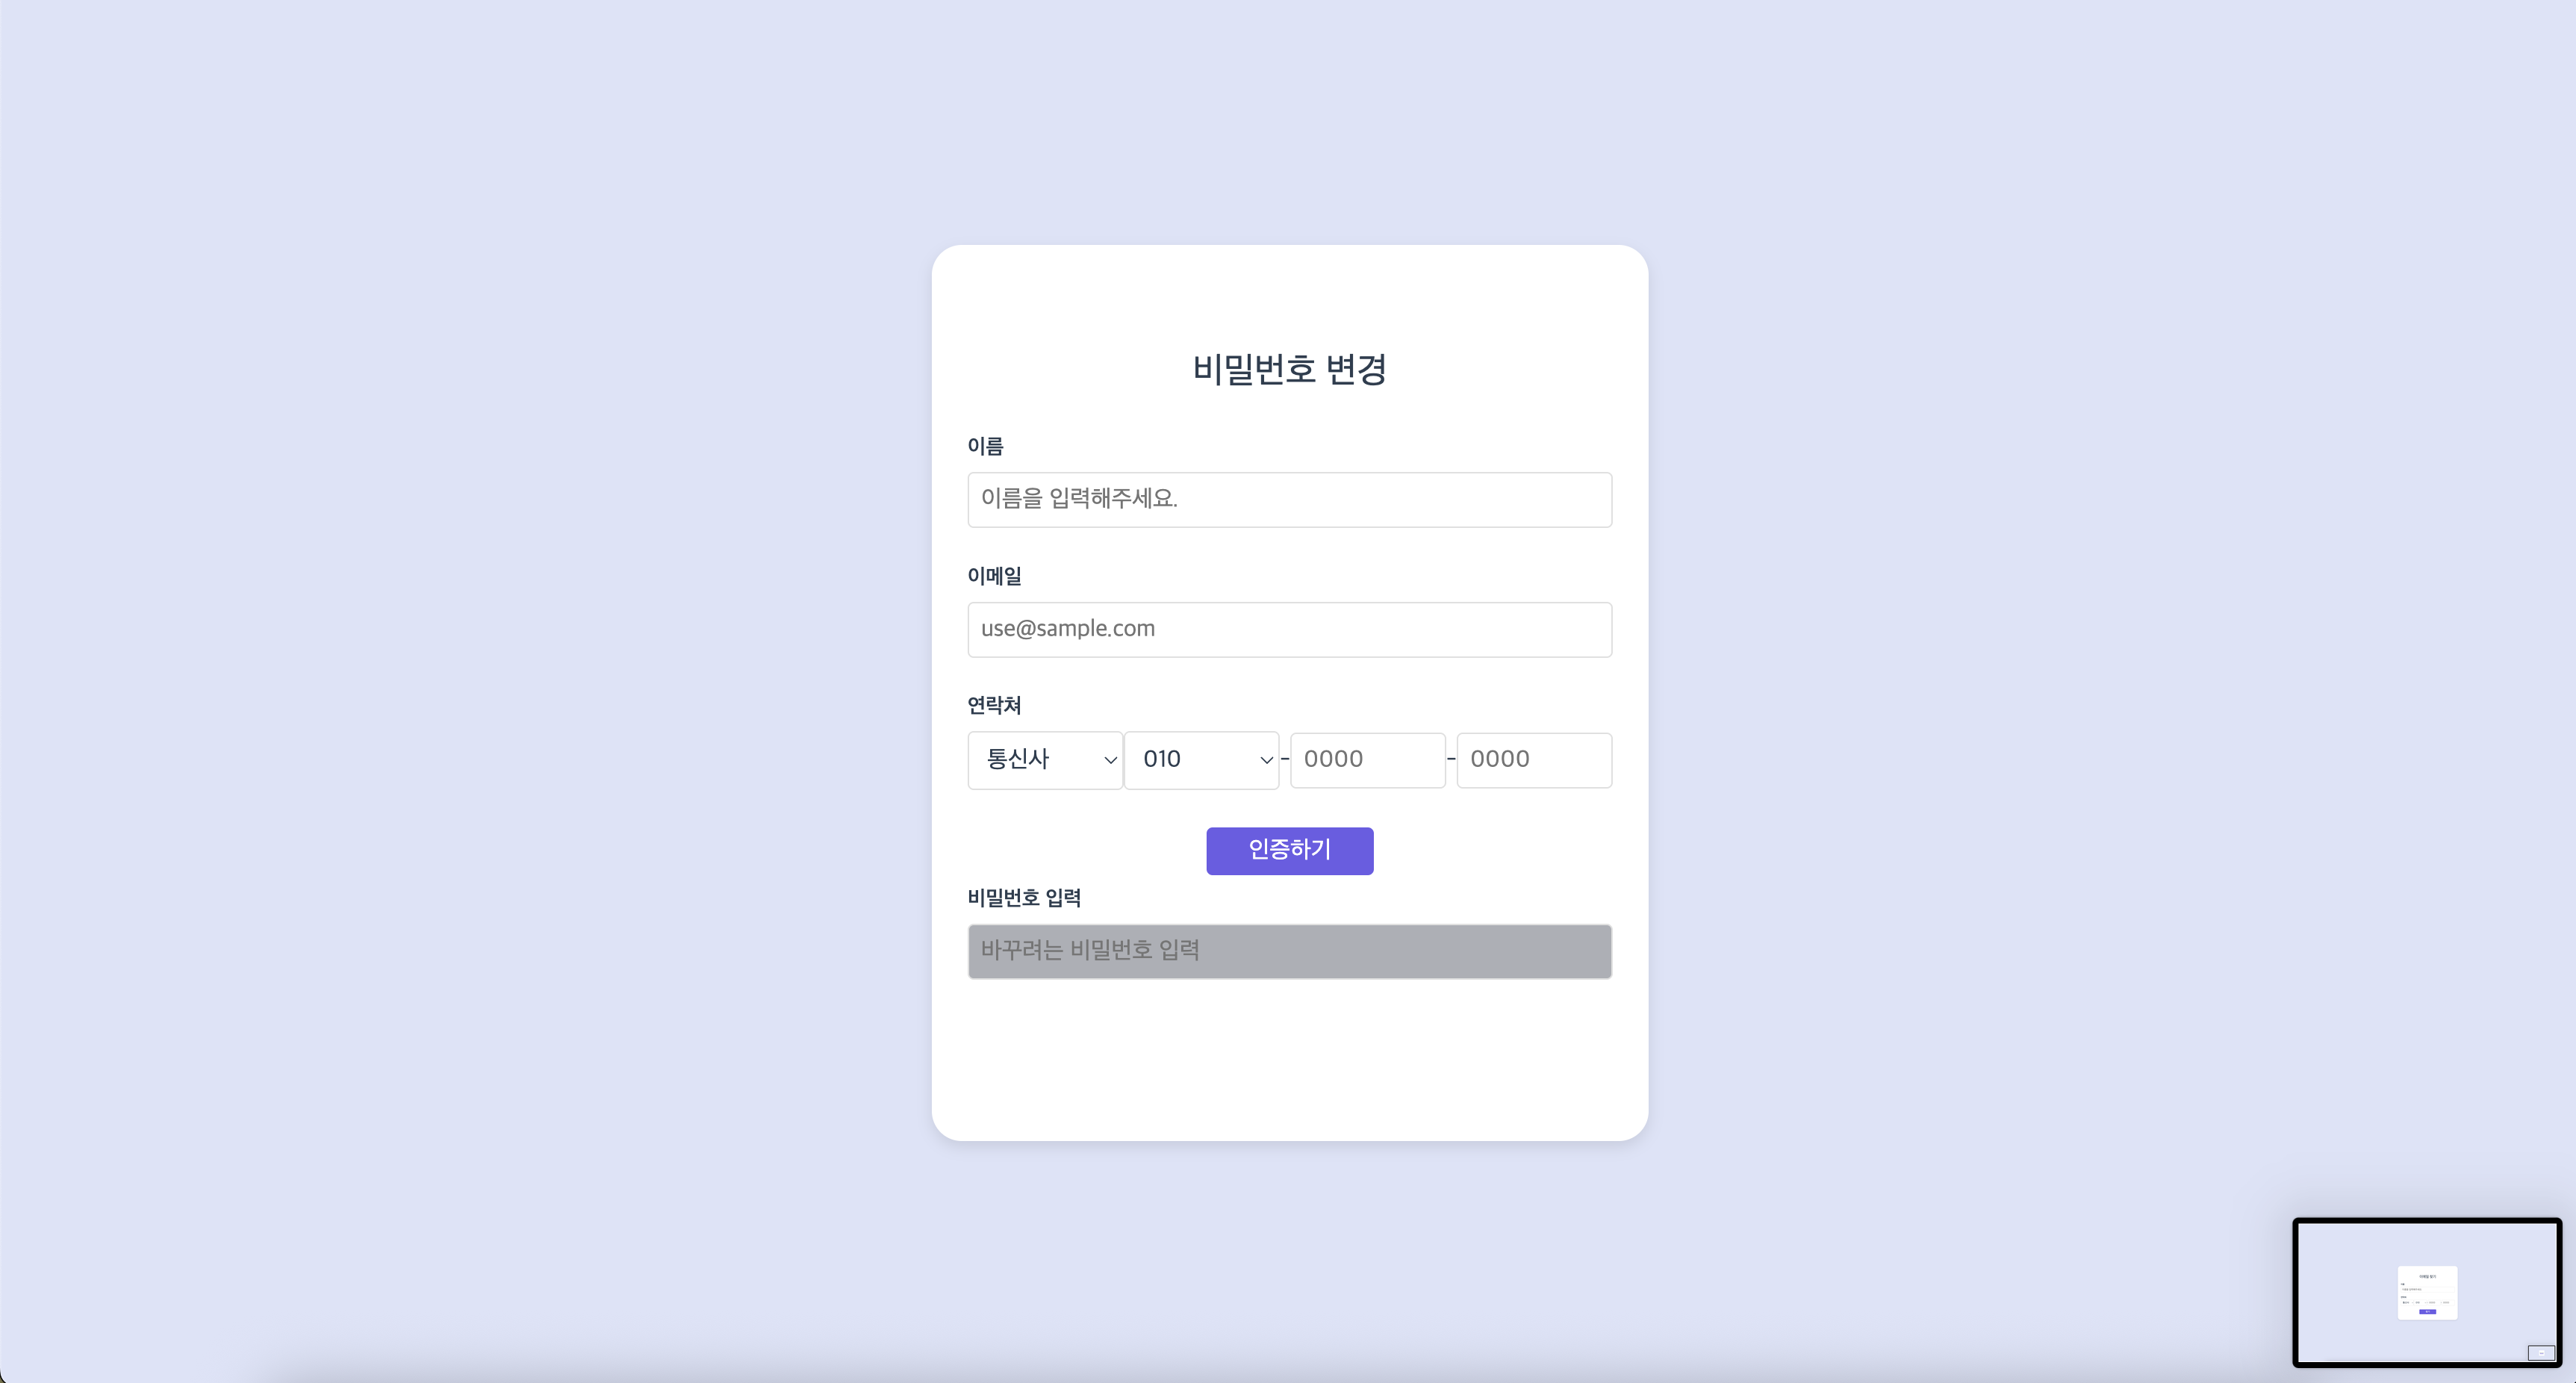 비밀번호 변경
이름
이름을 입력해주세요.
이메일
use@sample.com
연락쳐
통신사 010 - 0000 - 0000
인증하기
비밀번호 입력
바꾸려는 비밀번호 입력